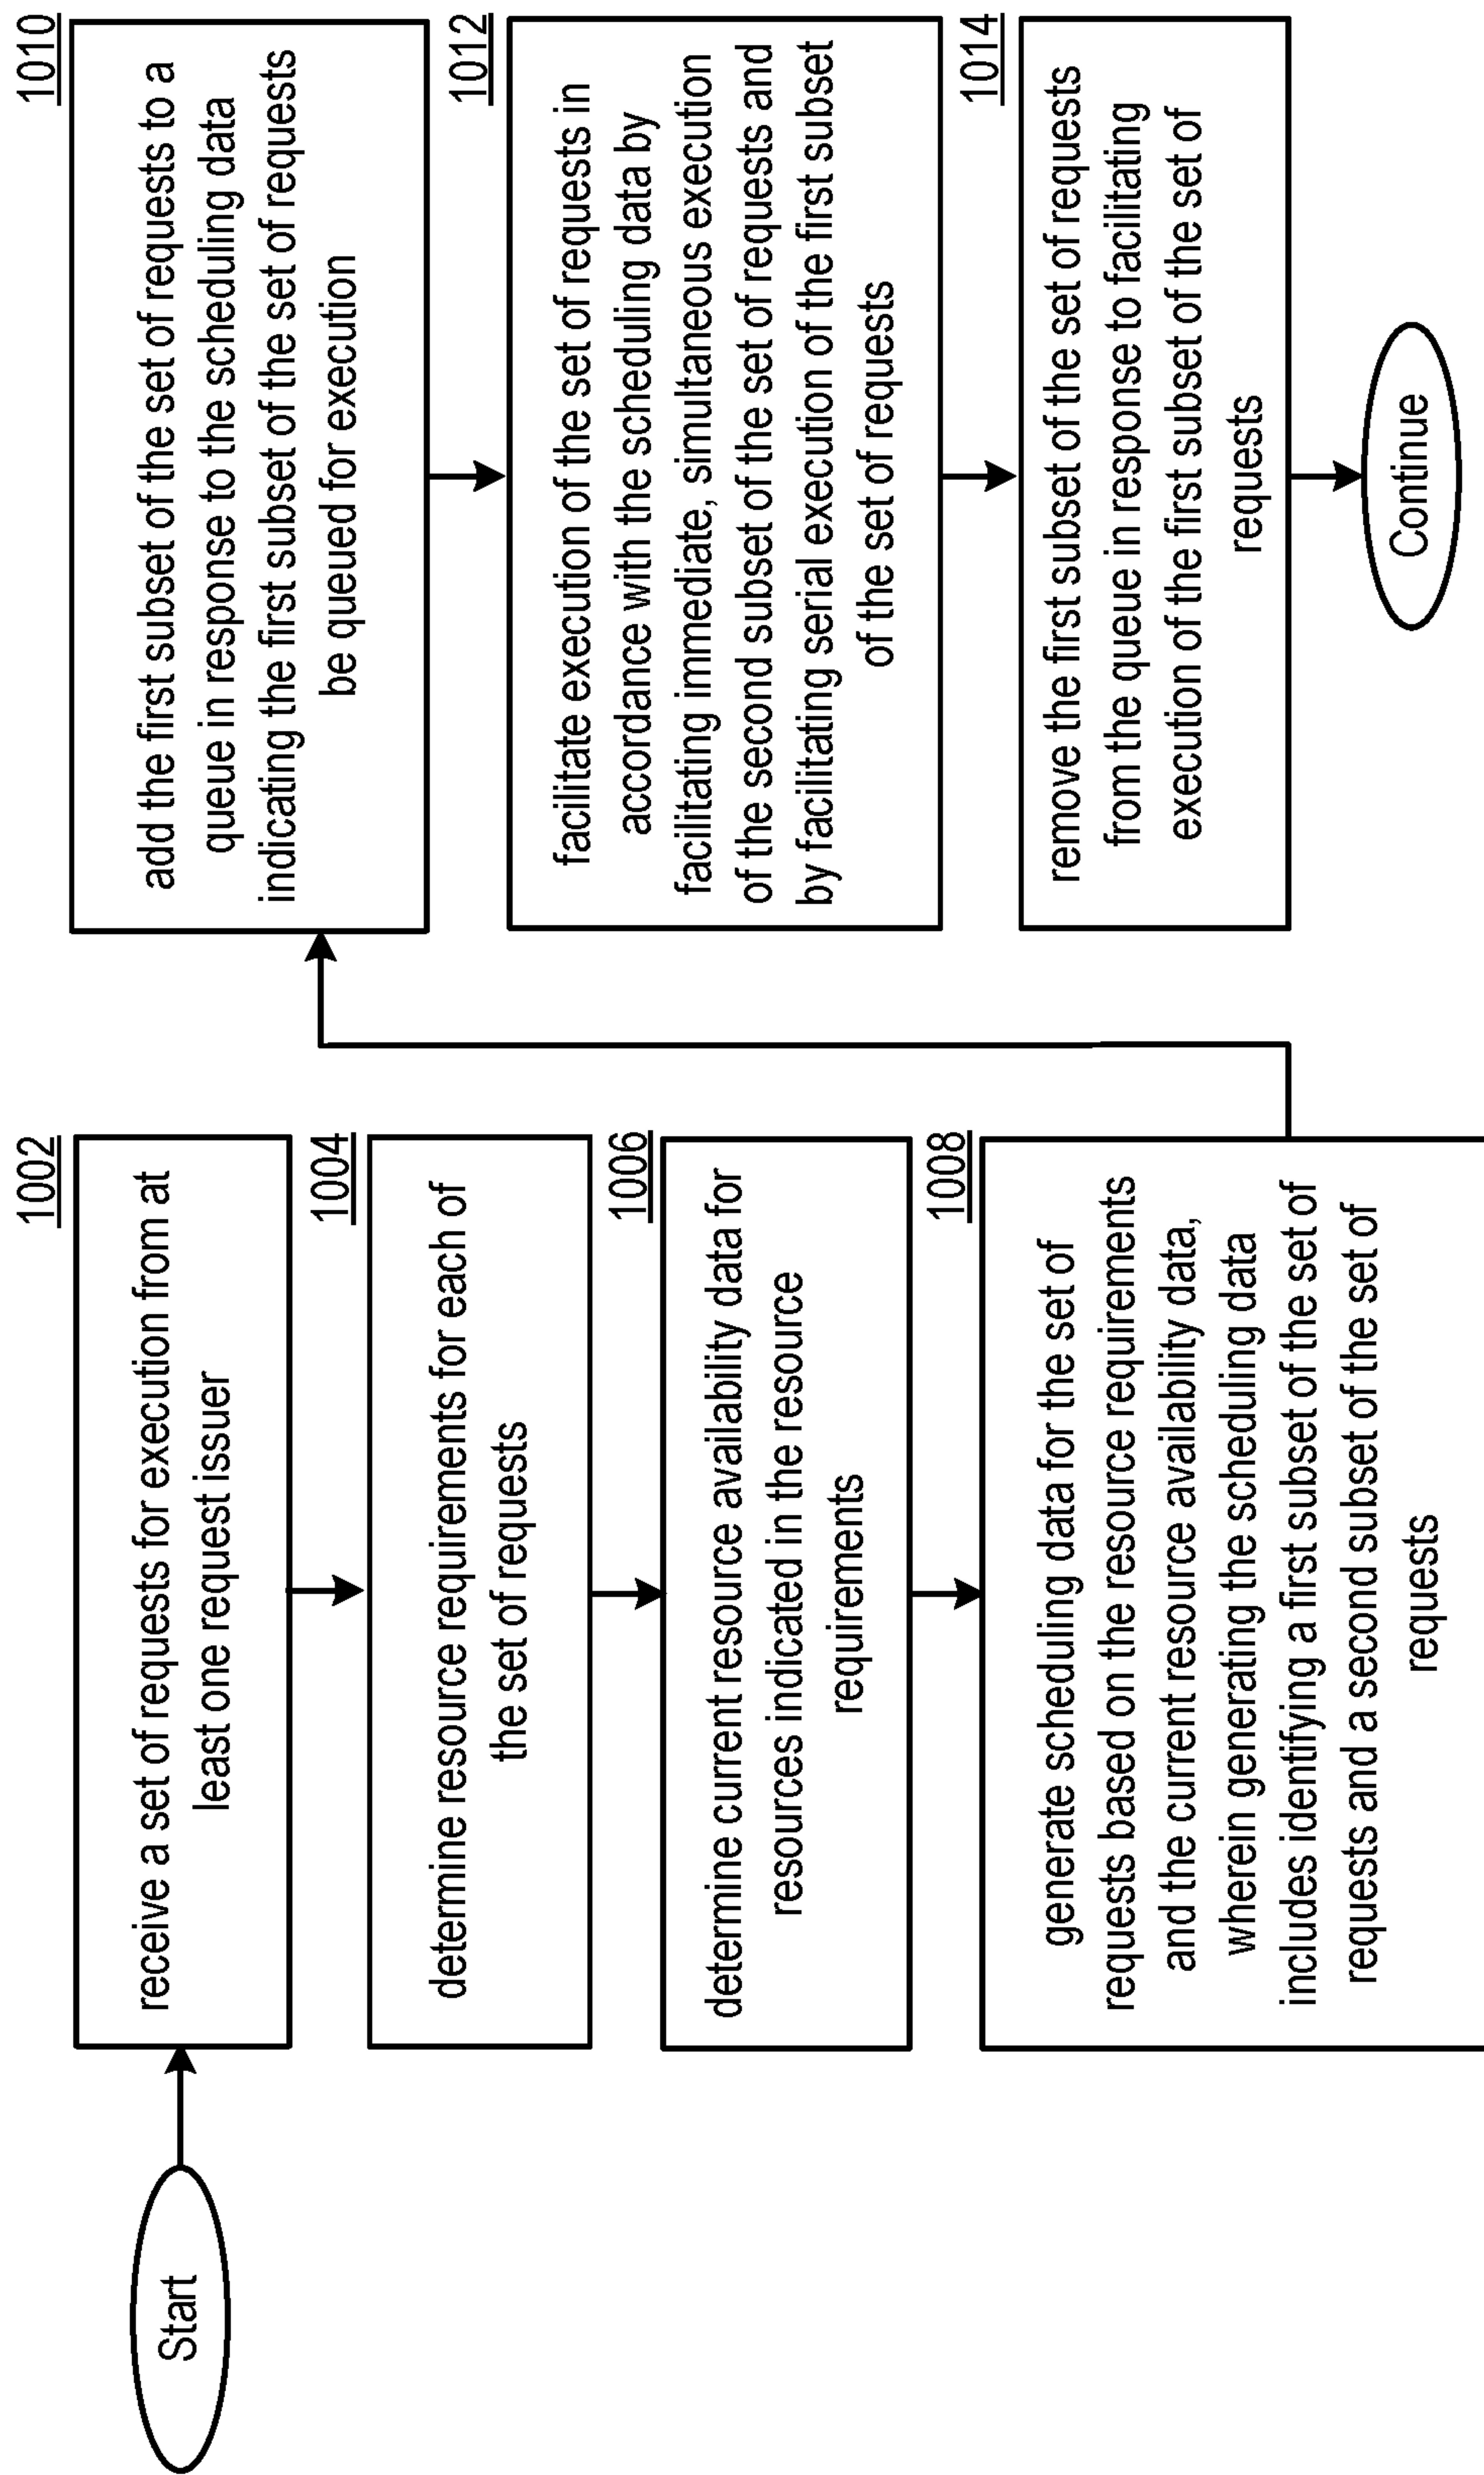 Start
1002
receive a set of requests for execution from at
least one request issuer
1004
determine resource requirements for each of
the set of requests
1006
determine current resource availability data for
resources indicated in the resource
requirements
1008
generate scheduling data for the set of
requests based on the resource requirements
and the current resource availability data,
wherein generating the scheduling data
includes identifying a first subset of the set of
requests and a second subset of the set of
requests
1010
add the first subset of the set of requests to a
queue in response to the scheduling data
indicating the first subset of the set of requests
be queued for execution
1012
facilitate execution of the set of requests in
accordance with the scheduling data by
facilitating immediate, simultaneous execution
of the second subset of the set of requests and
by facilitating serial execution of the first subset
of the set of requests
1014
remove the first subset of the set of requests
from the queue in response to facilitating
execution of the first subset of the set of
requests
Continue